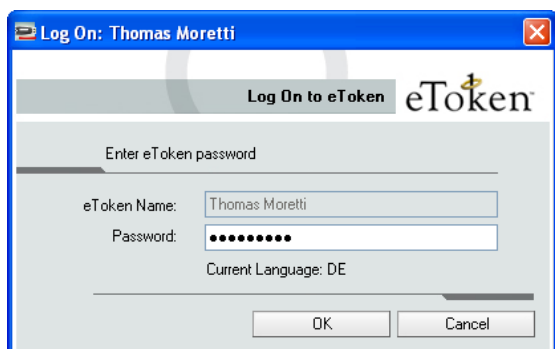 Log On: Thomas Moretti
Log On to eToken
eToken
Enter eToken password
eToken Name: Thomas Moretti
Password: ●●●●●●●●●
Current Language: DE
OK Cancel